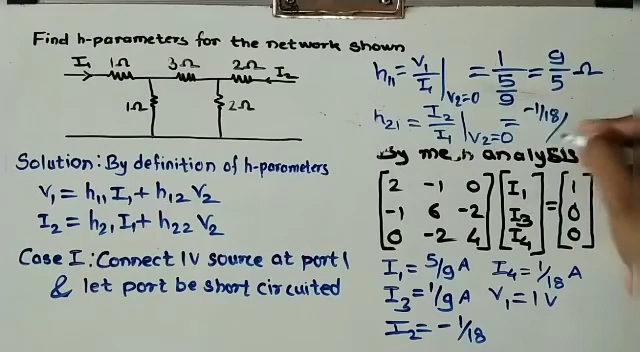 Find h-parameters for the network shown
I₁ 1Ω 3Ω 2Ω I₂
1Ω 2Ω
Solution: By definition of h-parameters
V₁ = h₁₁ I₁ + h₁₂ V₂
I₂ = h₂₁ I₁ + h₂₂ V₂
Case I: Connect 1V source at port 1
& let port be short circuited
h₁₁ = V₁/I₁ |V₂=0 = 1/(5/9) = 9/5 Ω
h₂₁ = I₂/I₁ |V₂=0 = -1/18/
By mesh analysis
[2 -1 0] [I₁] = [1]
[-1 6 -2] [I₃] [0]
[0 -2 4] [I₄] [0]
I₁ = 5/9 A I₄ = 1/18 A
I₃ = 1/9 A V₁ = 1V
I₂ = -1/18